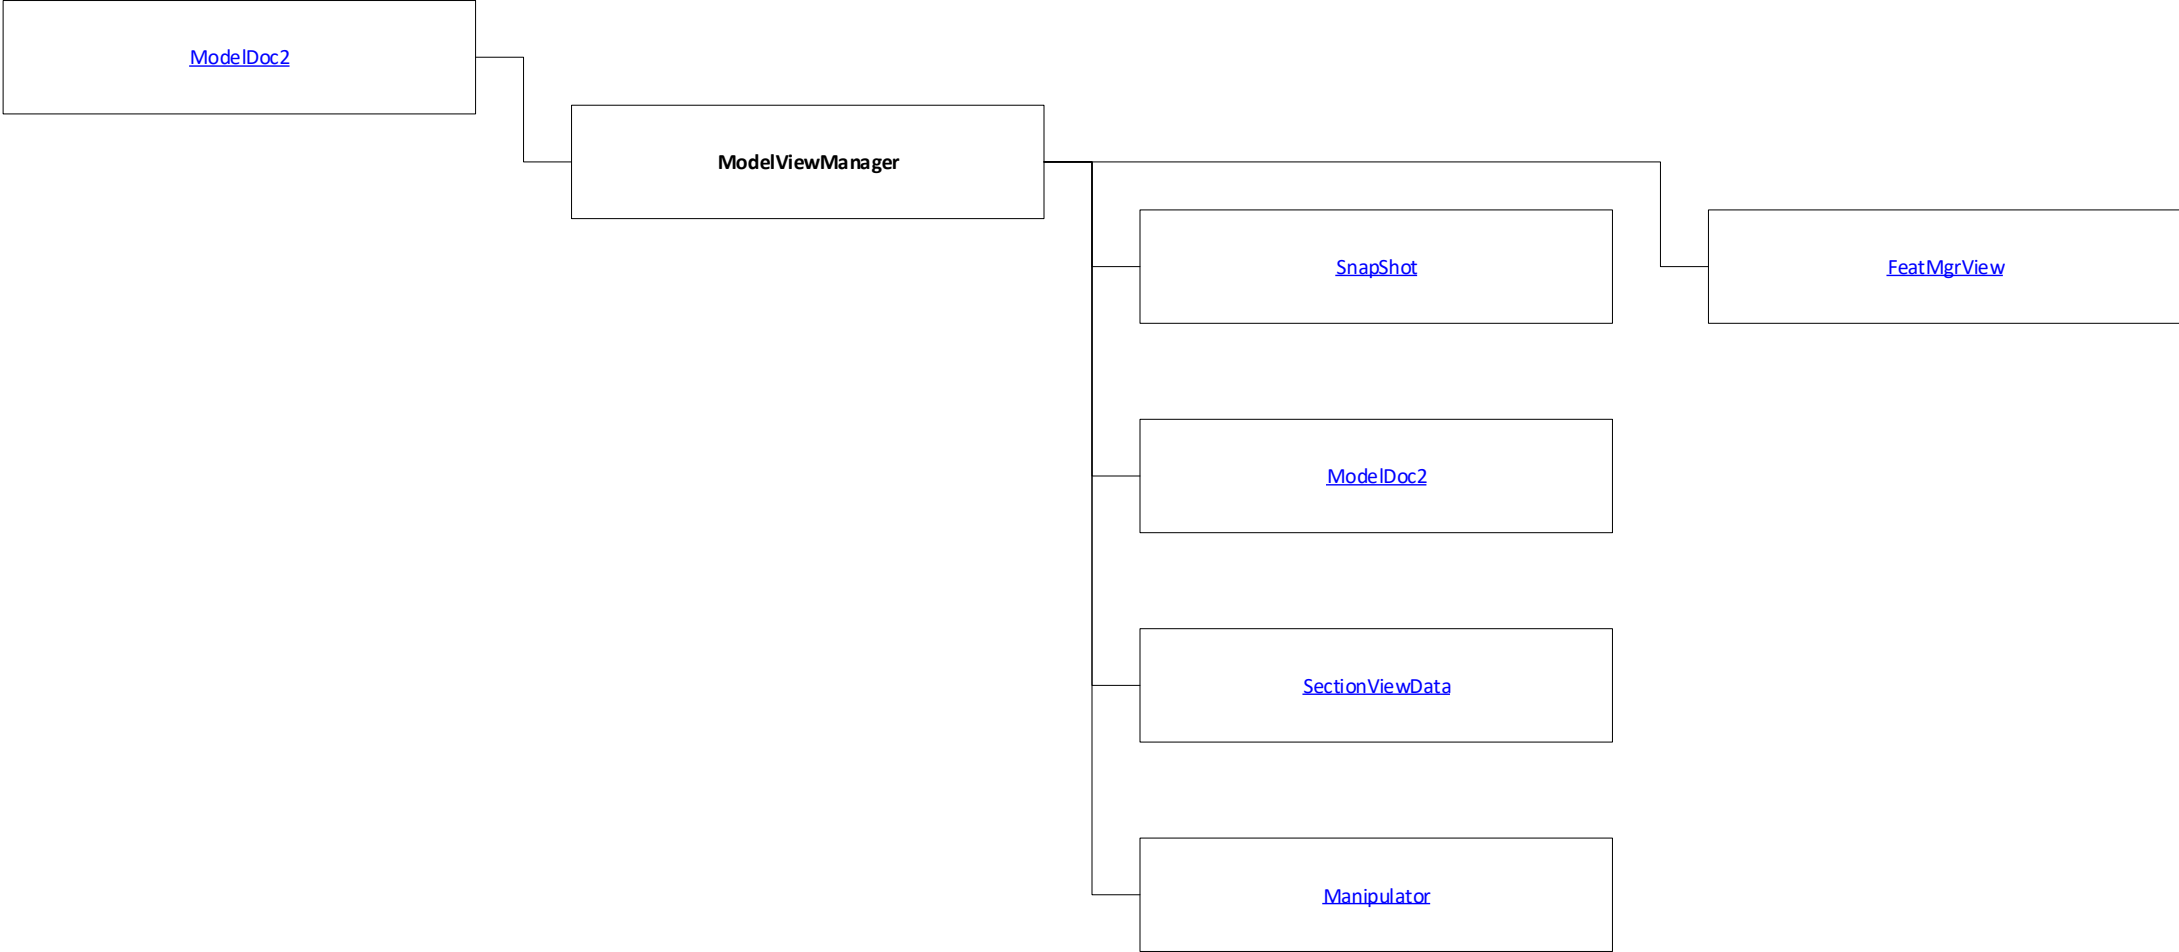 ModelDoc2
ModelViewManager
SnapShot
FeatMgrView
ModelDoc2
SectionViewData
Manipulator